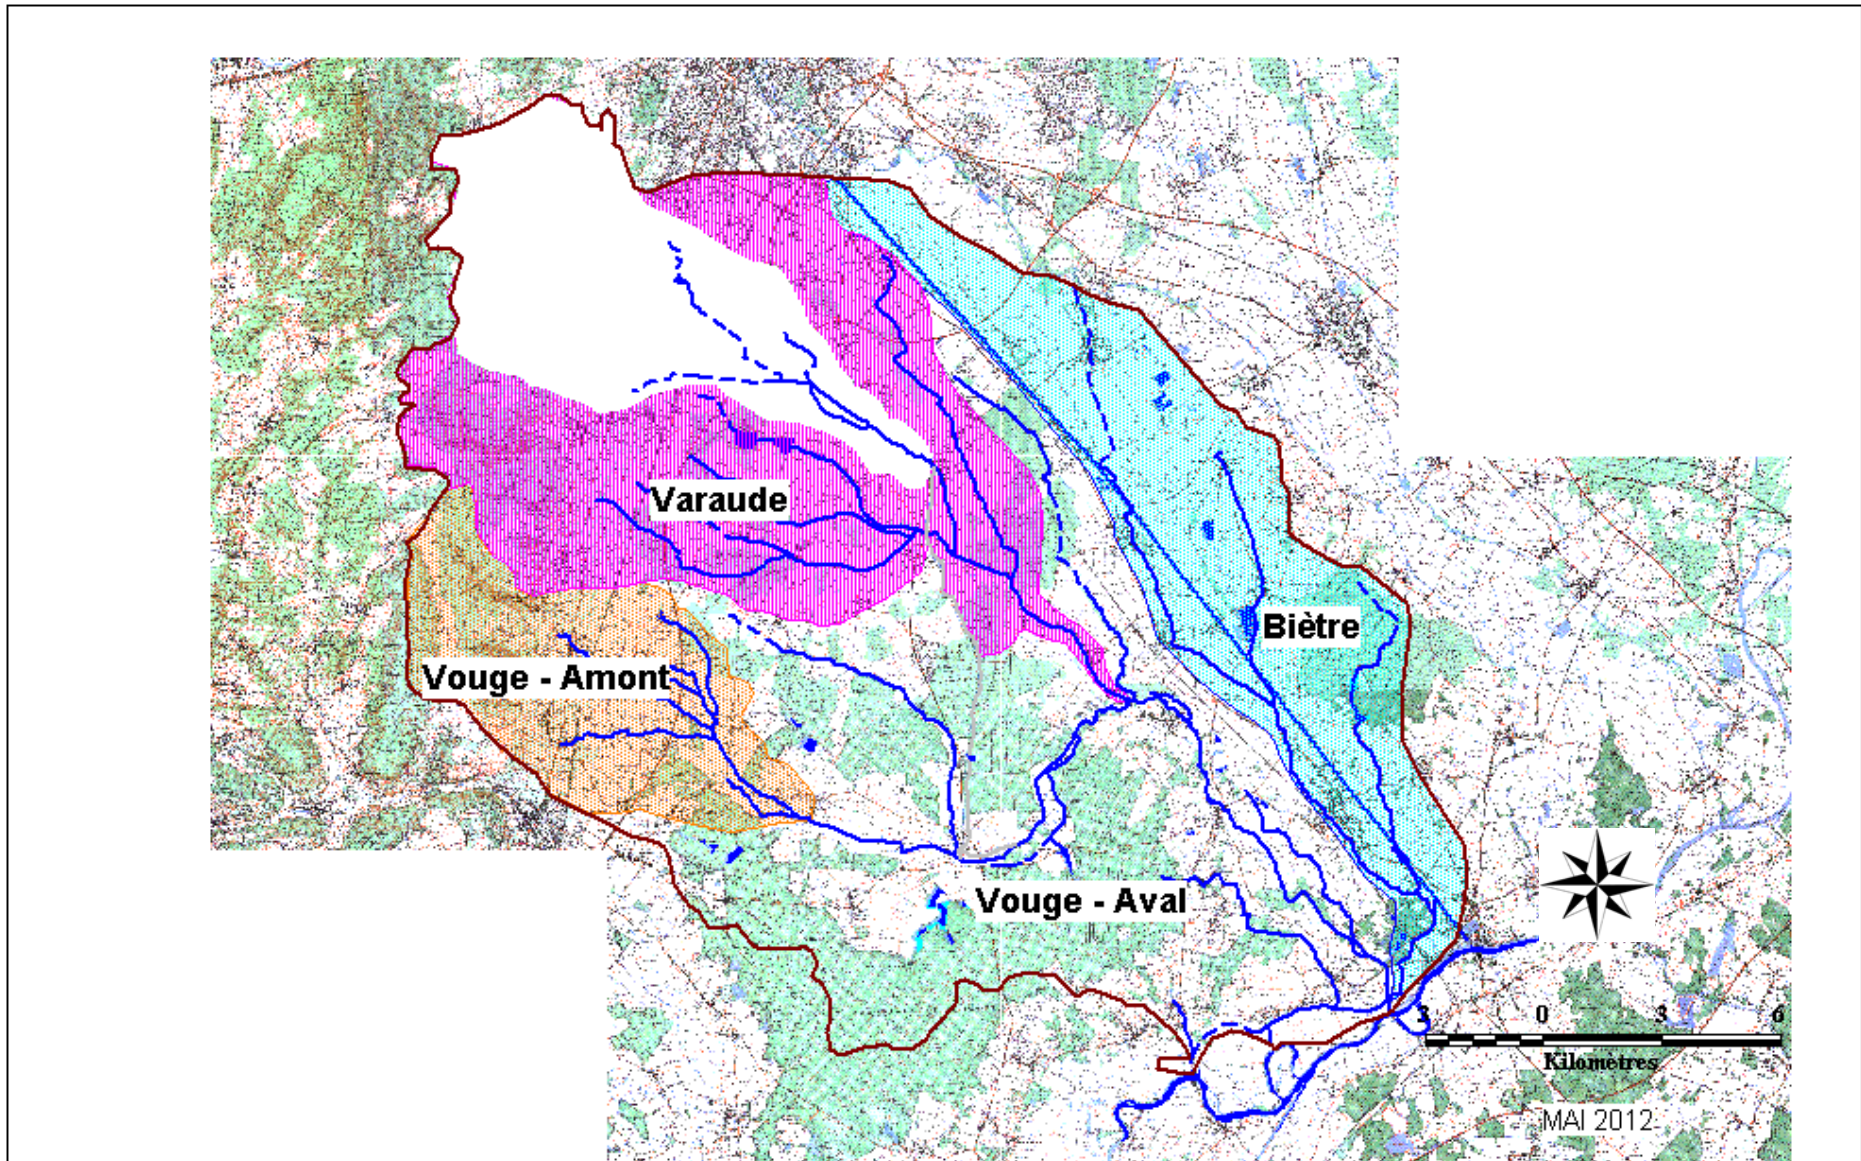 Varaude
Biètre
Vouge - Amont
Vouge - Aval
3 0 3 6
Kilomètres
MAI 2012